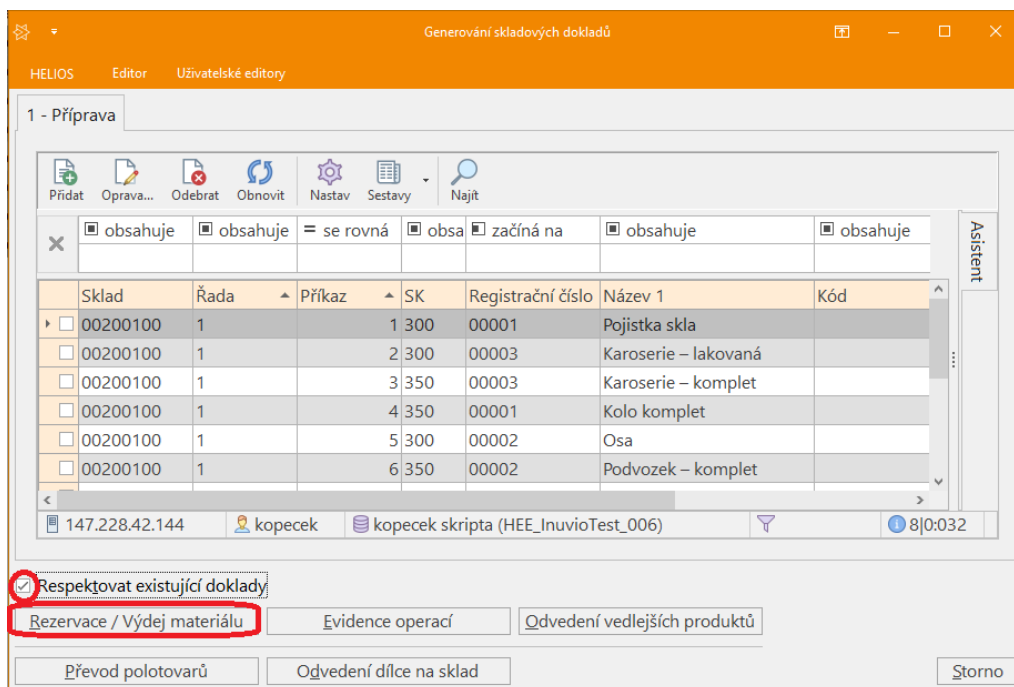 Generování skladových dokladů
HELIOS Editor Uživatelské editory
1 - Příprava
Přidat Oprava... Odebrat Obnovit Nastav Sestavy Najít
obsahuje obsahuje = se rovná obsa začíná na obsahuje obsahuje
Asistent
Sklad Řada Příkaz SK Registrační číslo Název 1 Kód
00200100 1 1 300 00001 Pojistka skla
00200100 1 2 300 00003 Karoserie – lakovaná
00200100 1 3 350 00003 Karoserie – komplet
00200100 1 4 350 00001 Kolo komplet
00200100 1 5 300 00002 Osa
00200100 1 6 350 00002 Podvozek – komplet
147.228.42.144 kopecek kopecek skripta (HEE_InuvioTest_006) 8|0:032
Respektovat existující doklady
Rezervace / Výdej materiálu Evidence operací Odvedení vedlejších produktů
Převod polotovarů Odvedení dílce na sklad Storno